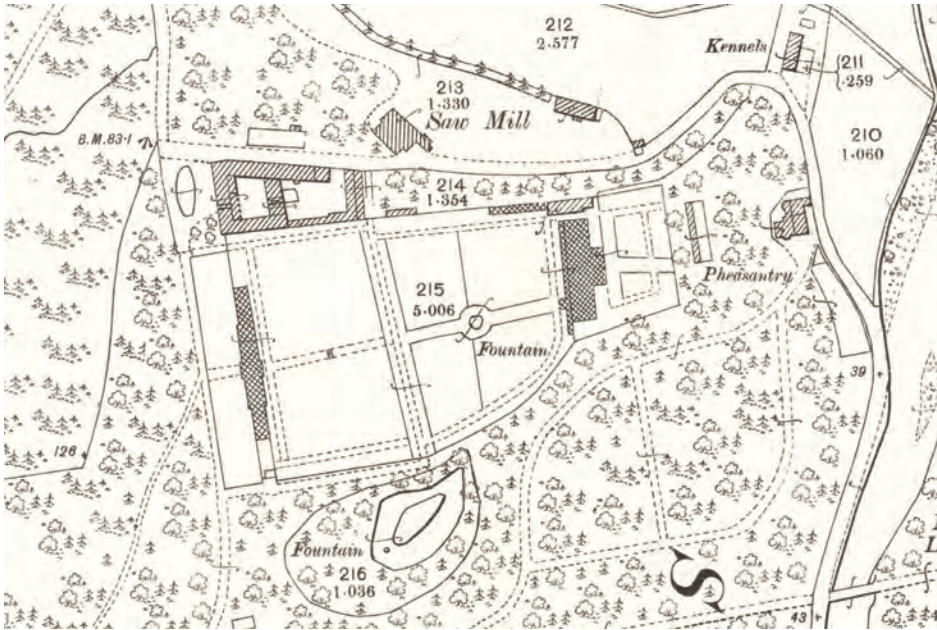 212
2.577
Kennels
211
.259
213
1.330
Saw Mill
210
1.060
B.M.83.1
214
1.354
Pheasantry
215
5.006
Fountain
39
126
Fountain
216
1.036
S
L
43